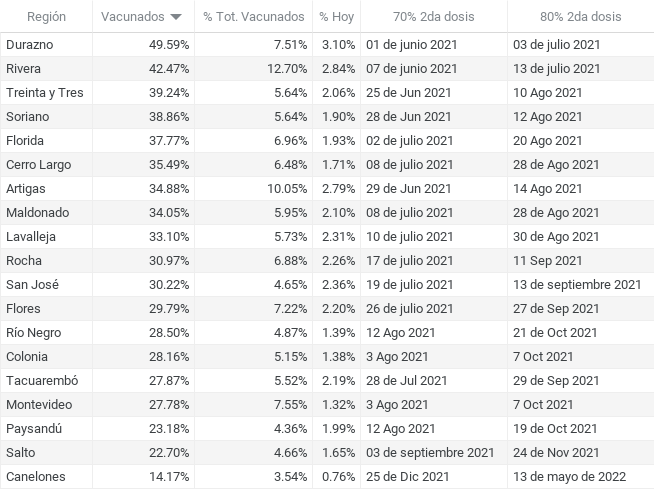 Región Vacunados % Tot. Vacunados % Hoy 70% 2da dosis 80% 2da dosis
Durazno 49.59% 7.51% 3.10% 01 de junio 2021 03 de julio 2021
Rivera 42.47% 12.70% 2.84% 07 de junio 2021 13 de julio 2021
Treinta y Tres 39.24% 5.64% 2.06% 25 de Jun 2021 10 Ago 2021
Soriano 38.86% 5.64% 1.90% 28 de Jun 2021 12 Ago 2021
Florida 37.77% 6.96% 1.93% 02 de julio 2021 20 Ago 2021
Cerro Largo 35.49% 6.48% 1.71% 08 de julio 2021 28 de Ago 2021
Artigas 34.88% 10.05% 2.79% 29 de Jun 2021 14 Ago 2021
Maldonado 34.05% 5.95% 2.10% 08 de julio 2021 28 de Ago 2021
Lavalleja 33.10% 5.73% 2.31% 10 de julio 2021 30 de Ago 2021
Rocha 30.97% 6.88% 2.26% 17 de julio 2021 11 Sep 2021
San José 30.22% 4.65% 2.36% 19 de julio 2021 13 de septiembre 2021
Flores 29.79% 7.22% 2.20% 26 de julio 2021 27 de Sep 2021
Río Negro 28.50% 4.87% 1.39% 12 Ago 2021 21 de Oct 2021
Colonia 28.16% 5.15% 1.38% 3 Ago 2021 7 Oct 2021
Tacuarembó 27.87% 5.52% 2.19% 28 de Jul 2021 29 de Sep 2021
Montevideo 27.78% 7.55% 1.32% 3 Ago 2021 7 Oct 2021
Paysandú 23.18% 4.36% 1.99% 12 Ago 2021 19 de Oct 2021
Salto 22.70% 4.66% 1.65% 03 de septiembre 2021 24 de Nov 2021
Canelones 14.17% 3.54% 0.76% 25 de Dic 2021 13 de mayo de 2022